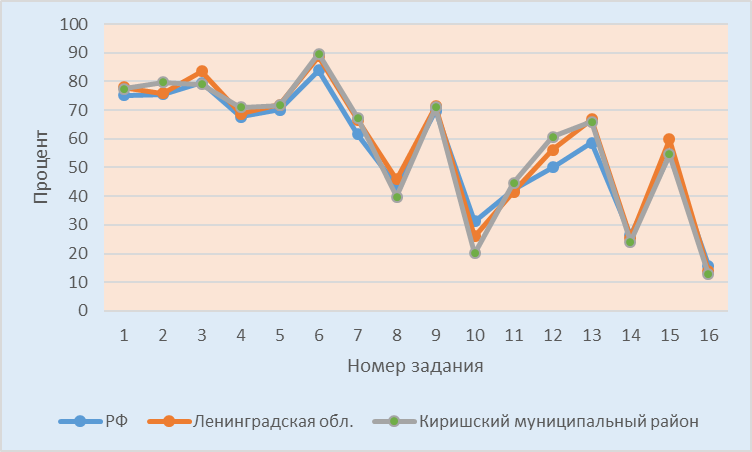 100
90
80
70
60
50
40
30
20
10
0
Процент
1 2 3 4 5 6 7 8 9 10 11 12 13 14 15 16
Номер задания
РФ Ленинградская обл. Киришский муниципальный район